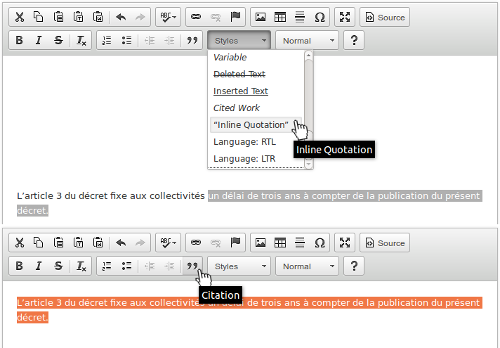 Source
B I S Ix Styles Normal ?
Variable
Deleted Text
Inserted Text
Cited Work
“Inline Quotation”
Language: RTL
Language: LTR
Inline Quotation
L’article 3 du décret fixe aux collectivités un délai de trois ans à compter de la publication du présent
décret.
Source
B I S Ix Styles Normal ?
Citation
L’article 3 du décret fixe aux collectivités un délai de trois ans à compter de la publication du présent
décret.